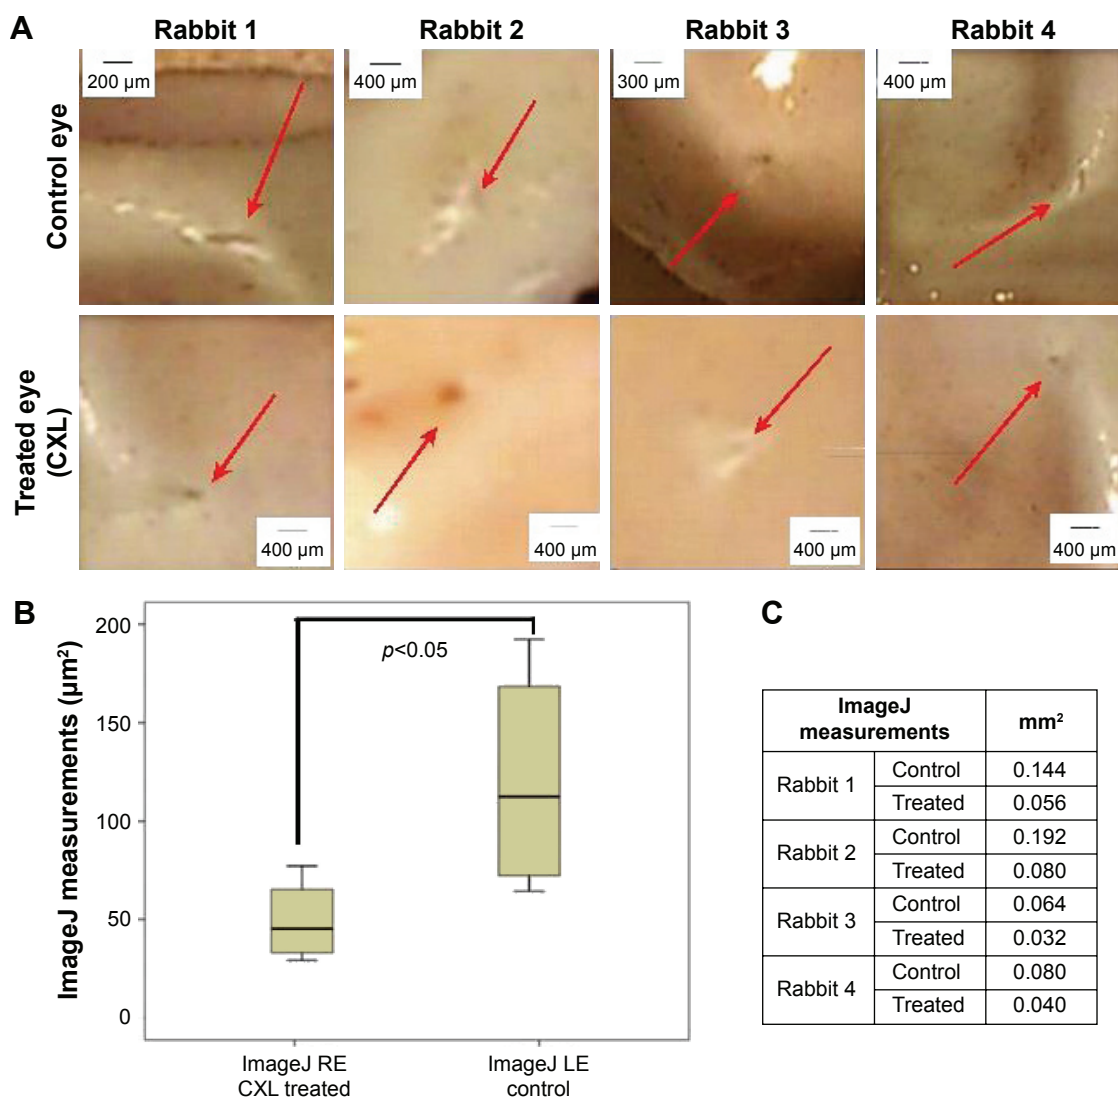 A
Rabbit 1
Rabbit 2
Rabbit 3
Rabbit 4
Control eye
200 µm
400 µm
300 µm
400 µm
Treated eye
(CXL)
400 µm
400 µm
400 µm
400 µm
B
ImageJ measurements (µm²)
200
150
100
50
0
p<0.05
ImageJ RE
CXL treated
ImageJ LE
control
C
ImageJ
measurements
mm²
Rabbit 1
Control
0.144
Treated
0.056
Rabbit 2
Control
0.192
Treated
0.080
Rabbit 3
Control
0.064
Treated
0.032
Rabbit 4
Control
0.080
Treated
0.040